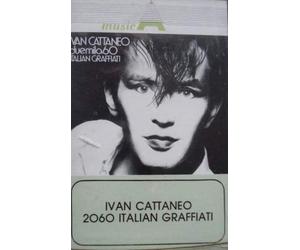 music A
IVAN CATTANEO
duemila60
ITALIAN GRAFFIATI
IVAN CATTANEO
2060 ITALIAN GRAFFIATI